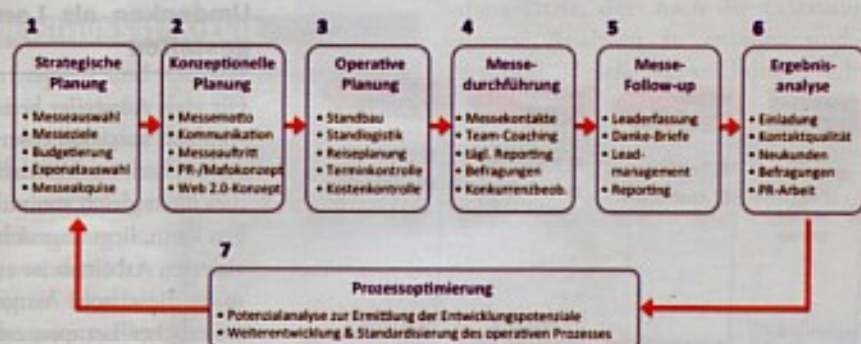 1
Strategische
Planung
• Messeauswahl
• Messeziele
• Budgetierung
• Exponatauswahl
• Messeakquise
2
Konzeptionelle
Planung
• Messemotto
• Kommunikation
• Messeauftritt
• PR-/Mafokonzept
• Web 2.0-Konzept
3
Operative
Planung
• Standbau
• Standlogistik
• Reiseplanung
• Terminkontrolle
• Kostenkontrolle
4
Messe-
durchführung
• Messekontakte
• Team-Coaching
• tägl. Reporting
• Befragungen
• Konkurrenzbeob.
5
Messe-
Follow-up
• Leaderfassung
• Danke-Briefe
• Lead-
management
• Reporting
6
Ergebnis-
analyse
• Einladung
• Kontaktqualität
• Neukunden
• Befragungen
• PR-Arbeit
7
Prozessoptimierung
• Potenzialanalyse zur Ermittlung der Entwicklungspotenziale
• Weiterentwicklung & Standardisierung des operativen Prozesses